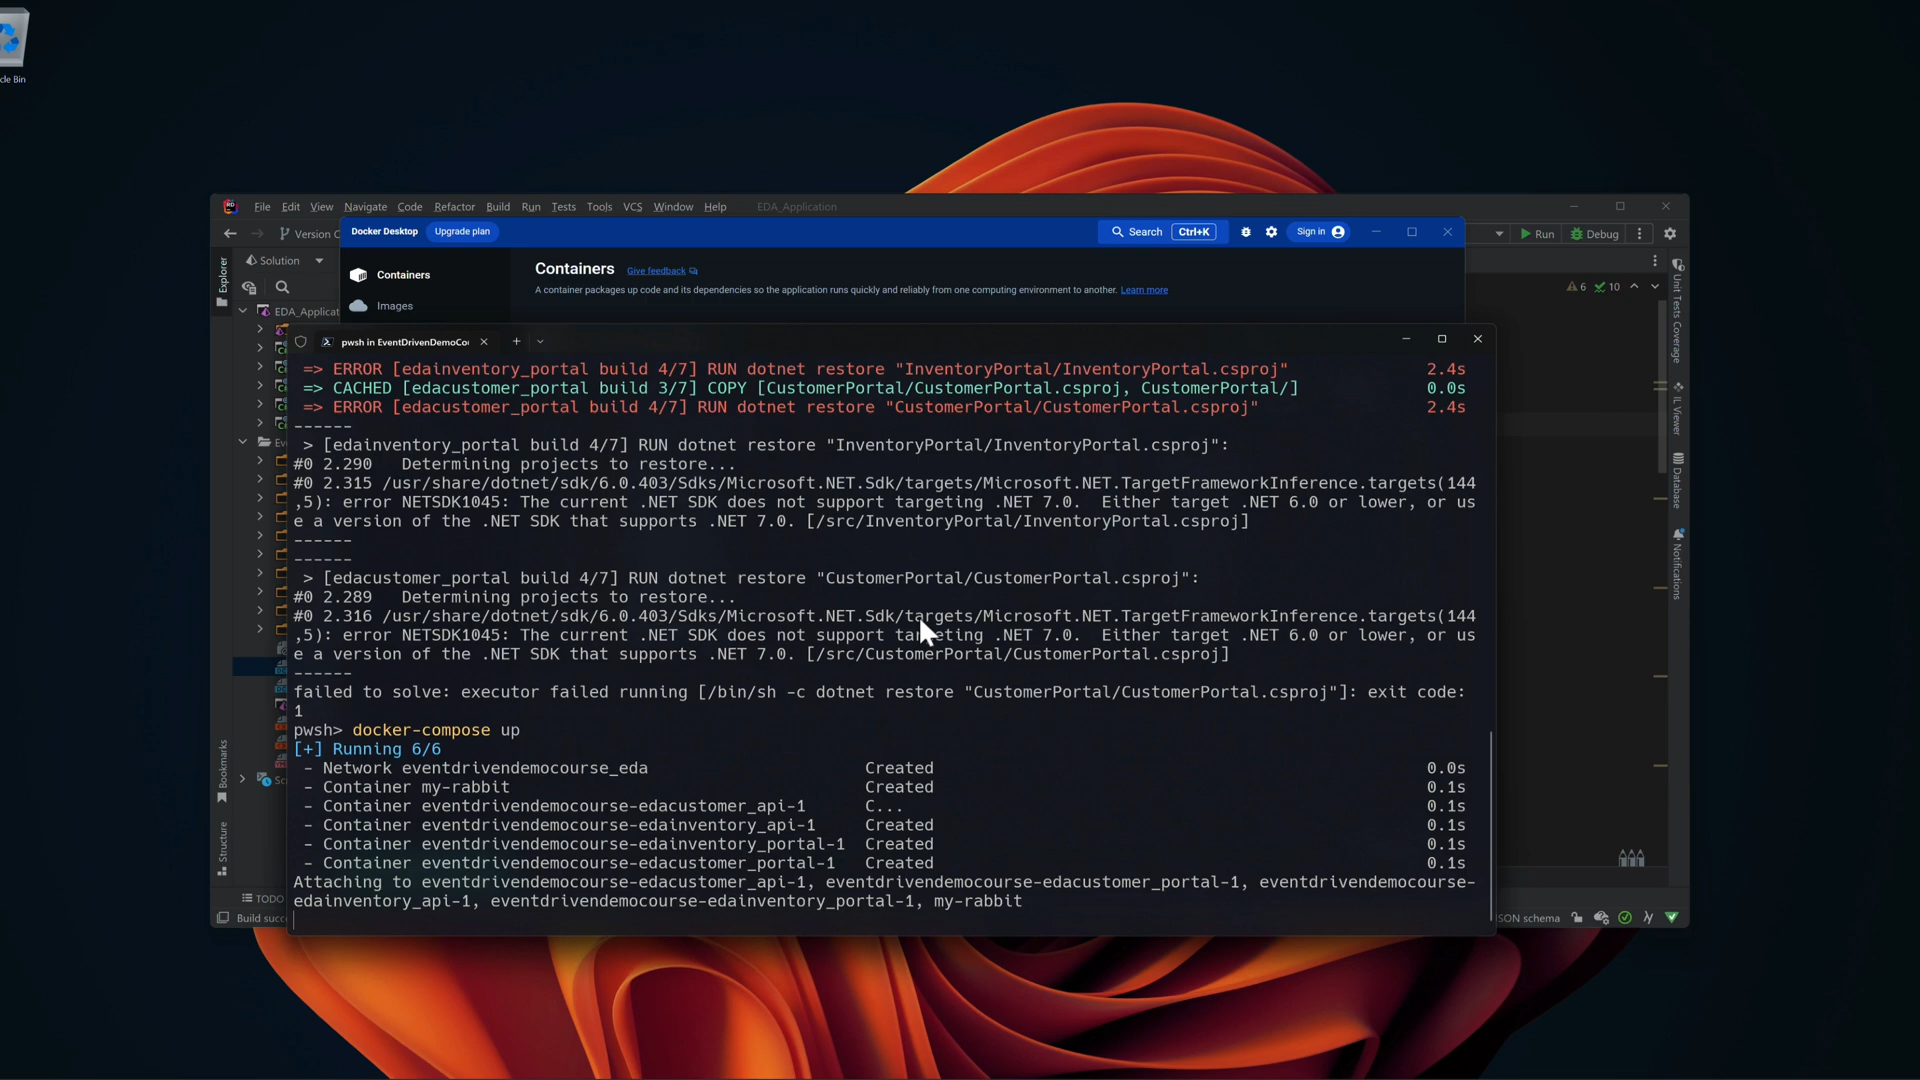 cle Bin
File Edit View Navigate Code Refactor Build Run Tests Tools VCS Window Help EDA_Application
Version C
Docker Desktop Upgrade plan Search Ctrl+K Sign in
Run Debug
Explorer
Solution
Containers
Images
Containers Give feedback
A container packages up code and its dependencies so the application runs quickly and reliably from one computing environment to another. Learn more
6 10
EDA_Applicat
Unit Tests Coverage
IL Viewer
Database
Notifications
pwsh in EventDrivenDemoCou
=> ERROR [edainventory_portal build 4/7] RUN dotnet restore "InventoryPortal/InventoryPortal.csproj" 2.4s
=> CACHED [edacustomer_portal build 3/7] COPY [CustomerPortal/CustomerPortal.csproj, CustomerPortal/] 0.0s
=> ERROR [edacustomer_portal build 4/7] RUN dotnet restore "CustomerPortal/CustomerPortal.csproj" 2.4s
------
> [edainventory_portal build 4/7] RUN dotnet restore "InventoryPortal/InventoryPortal.csproj":
#0 2.290 Determining projects to restore...
#0 2.315 /usr/share/dotnet/sdk/6.0.403/Sdks/Microsoft.NET.Sdk/targets/Microsoft.NET.TargetFrameworkInference.targets(144
,5): error NETSDK1045: The current .NET SDK does not support targeting .NET 7.0. Either target .NET 6.0 or lower, or us
e a version of the .NET SDK that supports .NET 7.0. [/src/InventoryPortal/InventoryPortal.csproj]
------
------
> [edacustomer_portal build 4/7] RUN dotnet restore "CustomerPortal/CustomerPortal.csproj":
#0 2.289 Determining projects to restore...
#0 2.316 /usr/share/dotnet/sdk/6.0.403/Sdks/Microsoft.NET.Sdk/targets/Microsoft.NET.TargetFrameworkInference.targets(144
,5): error NETSDK1045: The current .NET SDK does not support targeting .NET 7.0. Either target .NET 6.0 or lower, or us
e a version of the .NET SDK that supports .NET 7.0. [/src/CustomerPortal/CustomerPortal.csproj]
------
failed to solve: executor failed running [/bin/sh -c dotnet restore "CustomerPortal/CustomerPortal.csproj"]: exit code:
1
pwsh> docker-compose up
[+] Running 6/6
- Network eventdrivendemocourse_eda Created 0.0s
- Container my-rabbit Created 0.1s
- Container eventdrivendemocourse-edacustomer_api-1 C... 0.1s
- Container eventdrivendemocourse-edainventory_api-1 Created 0.1s
- Container eventdrivendemocourse-edainventory_portal-1 Created 0.1s
- Container eventdrivendemocourse-edacustomer_portal-1 Created 0.1s
Attaching to eventdrivendemocourse-edacustomer_api-1, eventdrivendemocourse-edacustomer_portal-1, eventdrivendemocourse-
edainventory_api-1, eventdrivendemocourse-edainventory_portal-1, my-rabbit
Bookmarks
Structure
TODO
Build succ
SON schema